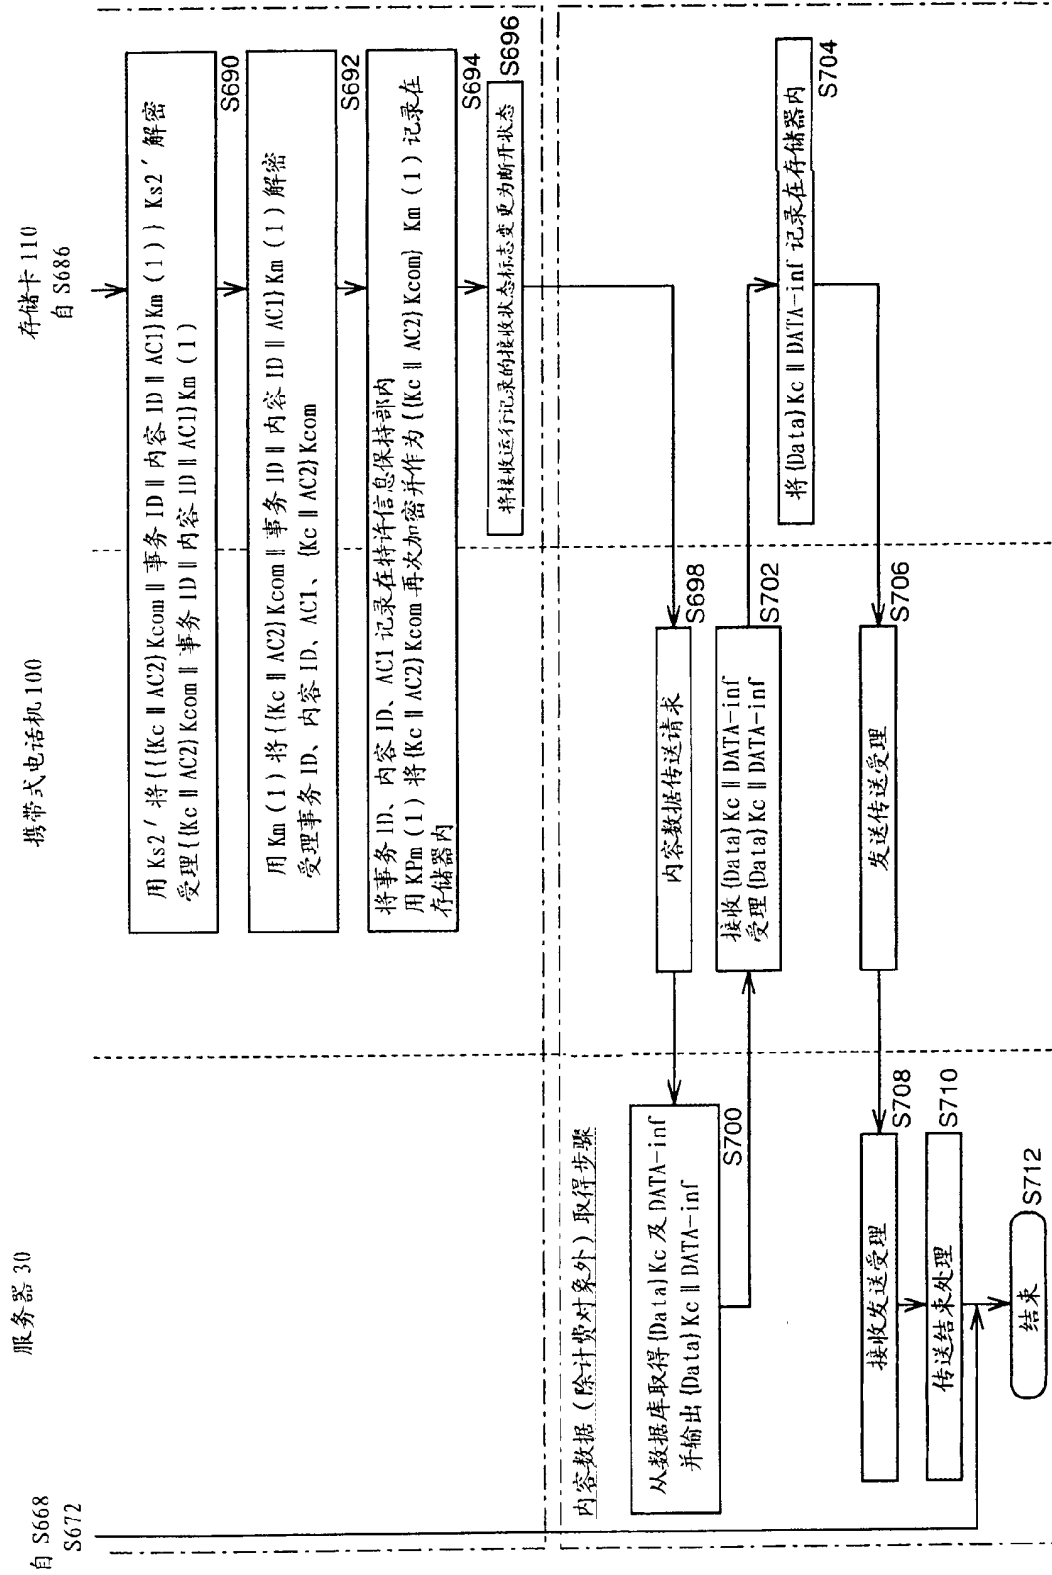 自 S668
S672
服务器 30
携带式电话机 100
存储卡 110
自 S686
用 Ks2′ 将{{{Kc ‖ AC2} Kcom ‖ 事务 ID ‖ 内容 ID ‖ AC1} Km (1) } Ks2′ 解密
受理{{Kc ‖ AC2} Kcom ‖ 事务 ID ‖ 内容 ID ‖ AC1} Km (1)
S690
用 Km (1) 将{{Kc ‖ AC2} Kcom ‖ 事务 ID ‖ 内容 ID ‖ AC1} Km (1) 解密
受理事务 ID、内容 ID、AC1、{Kc ‖ AC2} Kcom
S692
将事务 ID、内容 ID、AC1 记录在特许信息保持部内
用 KPm (1) 将{Kc ‖ AC2} Kcom 再次加密并作为{{Kc ‖ AC2} Kcom} Km (1) 记录在
存储器内
S694
将接收运行记录的接收状态标志变更为断开状态
S696
内容数据（除计费对象外）取得步骤
内容数据传送请求
S698
从数据库取得{Data} Kc 及 DATA-inf
并输出{Data} Kc ‖ DATA-inf
S700
接收{Data} Kc ‖ DATA-inf
受理{Data} Kc ‖ DATA-inf
S702
将{Data} Kc ‖ DATA-inf 记录在存储器内
S704
发送传送受理
S706
接收发送受理
S708
传送结束处理
S710
结束
S712